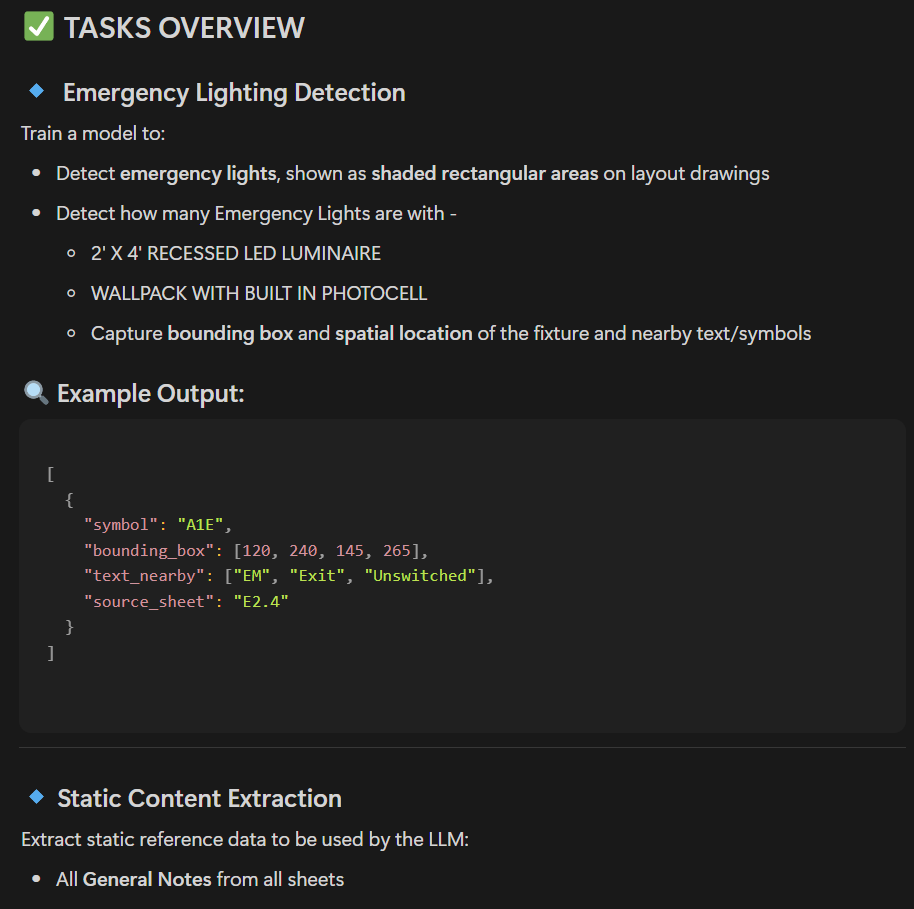 ✅ TASKS OVERVIEW
🔹 Emergency Lighting Detection
Train a model to:
• Detect emergency lights, shown as shaded rectangular areas on layout drawings
• Detect how many Emergency Lights are with -
◦ 2' X 4' RECESSED LED LUMINAIRE
◦ WALLPACK WITH BUILT IN PHOTOCELL
◦ Capture bounding box and spatial location of the fixture and nearby text/symbols
🔍 Example Output:
[
  {
    "symbol": "A1E",
    "bounding_box": [120, 240, 145, 265],
    "text_nearby": ["EM", "Exit", "Unswitched"],
    "source_sheet": "E2.4"
  }
]
🔹 Static Content Extraction
Extract static reference data to be used by the LLM:
• All General Notes from all sheets